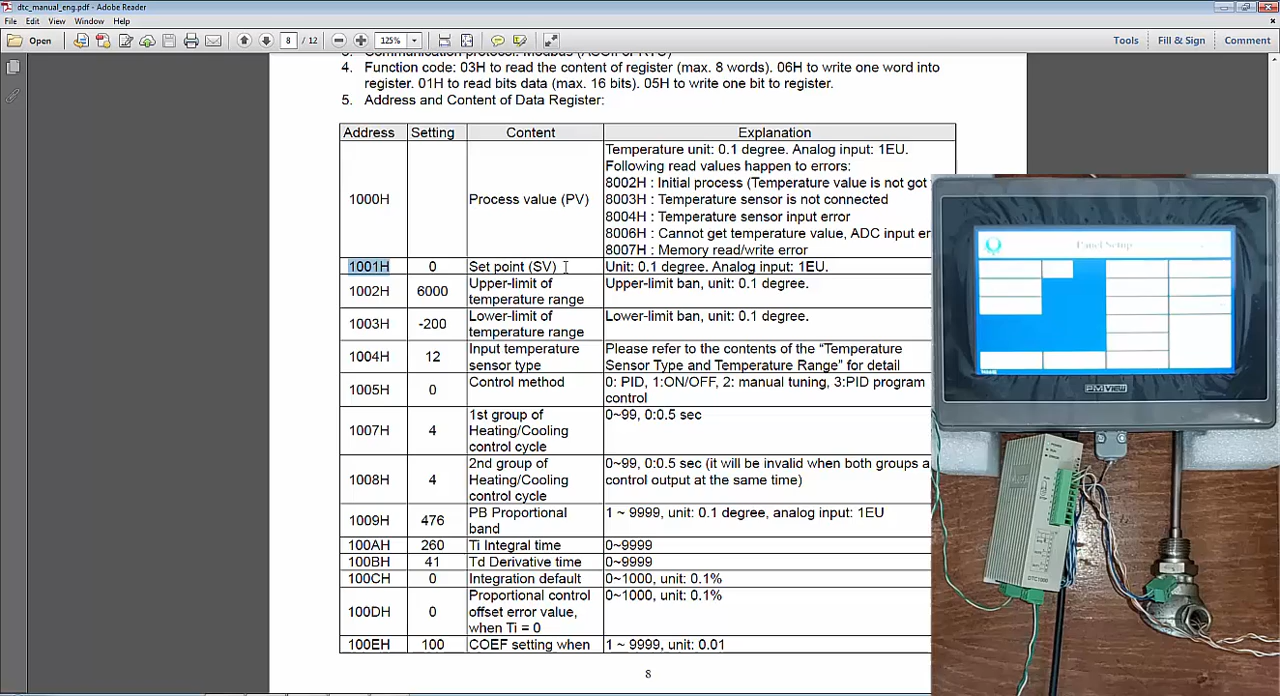 dtc_manual_eng.pdf - Adobe Reader
File Edit View Window Help
Open 8 / 12 125% Tools Fill & Sign Comment
4. Function code: 03H to read the content of register (max. 8 words). 06H to write one word into
register. 01H to read bits data (max. 16 bits). 05H to write one bit to register.
5. Address and Content of Data Register:
Address Setting Content Explanation
1000H Process value (PV) Temperature unit: 0.1 degree. Analog input: 1EU.
Following read values happen to errors:
8002H : Initial process (Temperature value is not got
8003H : Temperature sensor is not connected
8004H : Temperature sensor input error
8006H : Cannot get temperature value, ADC input er
8007H : Memory read/write error
1001H 0 Set point (SV) Unit: 0.1 degree. Analog input: 1EU.
1002H 6000 Upper-limit of
temperature range Upper-limit ban, unit: 0.1 degree.
1003H -200 Lower-limit of
temperature range Lower-limit ban, unit: 0.1 degree.
1004H 12 Input temperature
sensor type Please refer to the contents of the “Temperature
Sensor Type and Temperature Range” for detail
1005H 0 Control method 0: PID, 1:ON/OFF, 2: manual tuning, 3:PID program
control
1007H 4 1st group of
Heating/Cooling
control cycle 0~99, 0:0.5 sec
1008H 4 2nd group of
Heating/Cooling
control cycle 0~99, 0:0.5 sec (it will be invalid when both groups a
control output at the same time)
1009H 476 PB Proportional
band 1 ~ 9999, unit: 0.1 degree, analog input: 1EU
100AH 260 Ti Integral time 0~9999
100BH 41 Td Derivative time 0~9999
100CH 0 Integration default 0~1000, unit: 0.1%
100DH 0 Proportional control
offset error value,
when Ti = 0 0~1000, unit: 0.1%
100EH 100 COEF setting when 1 ~ 9999, unit: 0.01
8
Panel Setup
PMVIEW
DTC1000